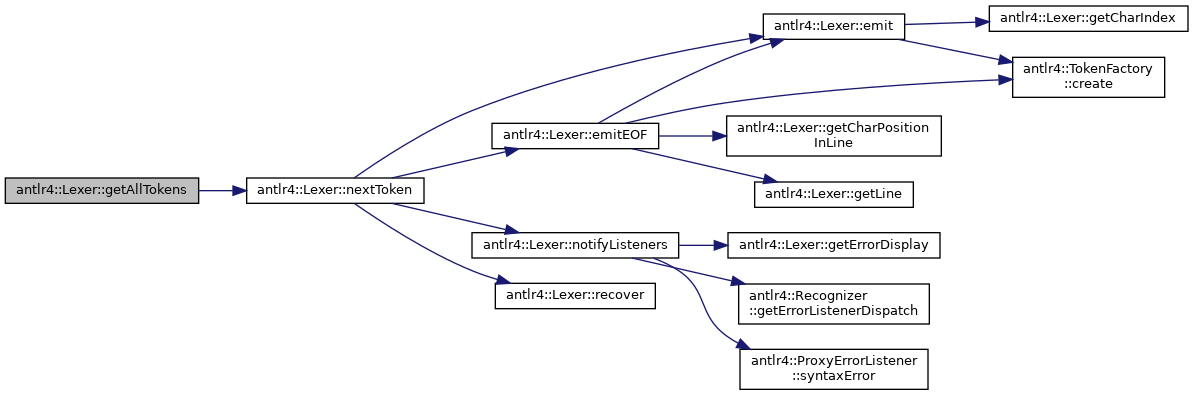 antlr4::Lexer::getAllTokens
antlr4::Lexer::nextToken
antlr4::Lexer::emit
antlr4::Lexer::getCharIndex
antlr4::TokenFactory
::create
antlr4::Lexer::emitEOF
antlr4::Lexer::getCharPosition
InLine
antlr4::Lexer::getLine
antlr4::Lexer::notifyListeners
antlr4::Lexer::getErrorDisplay
antlr4::Recognizer
::getErrorListenerDispatch
antlr4::ProxyErrorListener
::syntaxError
antlr4::Lexer::recover